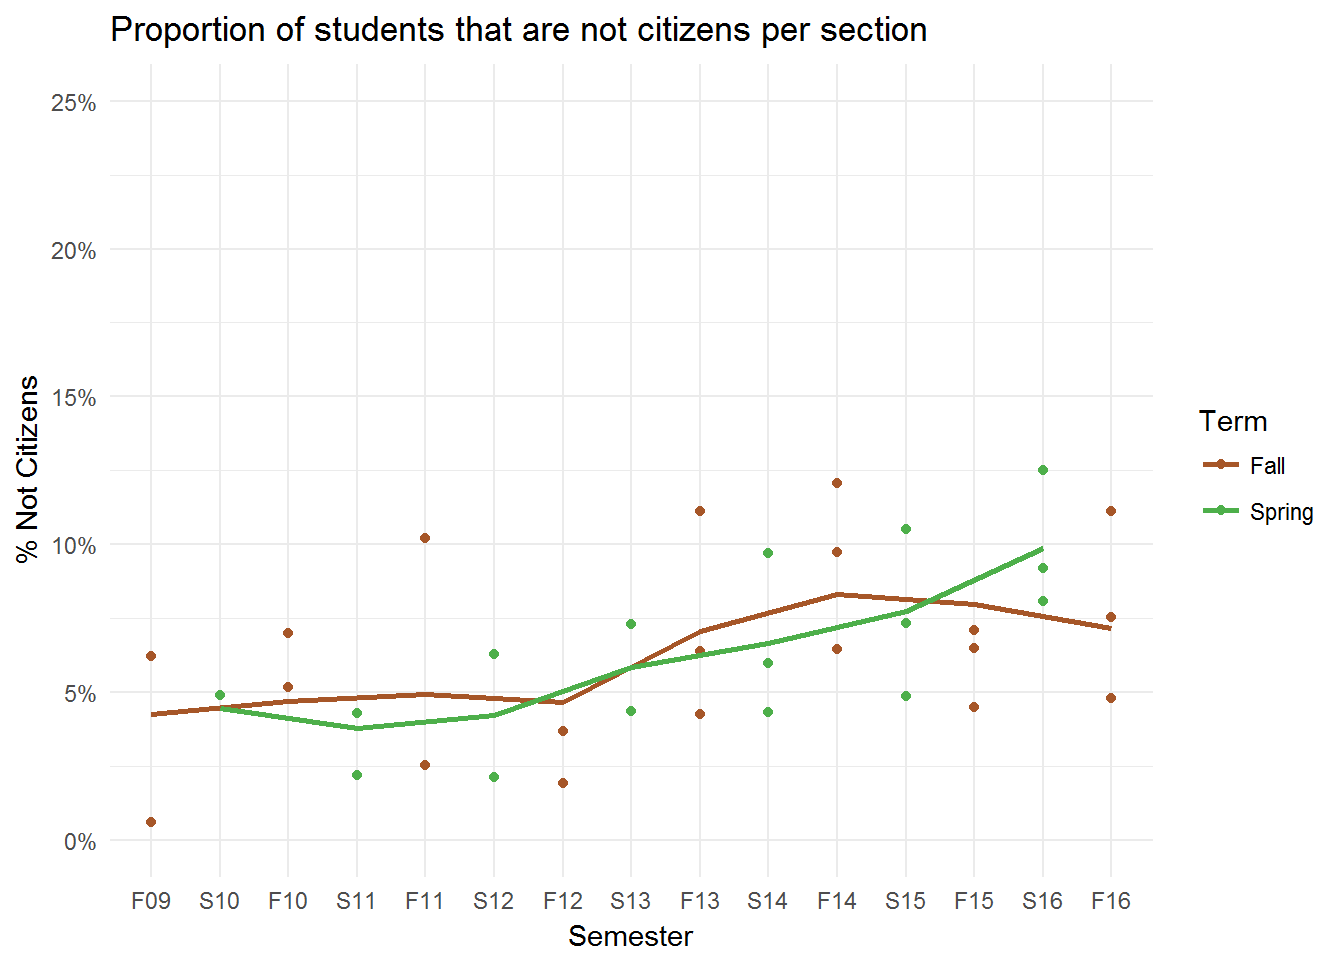 Proportion of students that are not citizens per section
25%
20%
15%
10%
5%
0%
% Not Citizens
F09 S10 F10 S11 F11 S12 F12 S13 F13 S14 F14 S15 F15 S16 F16
Semester
Term
Fall
Spring